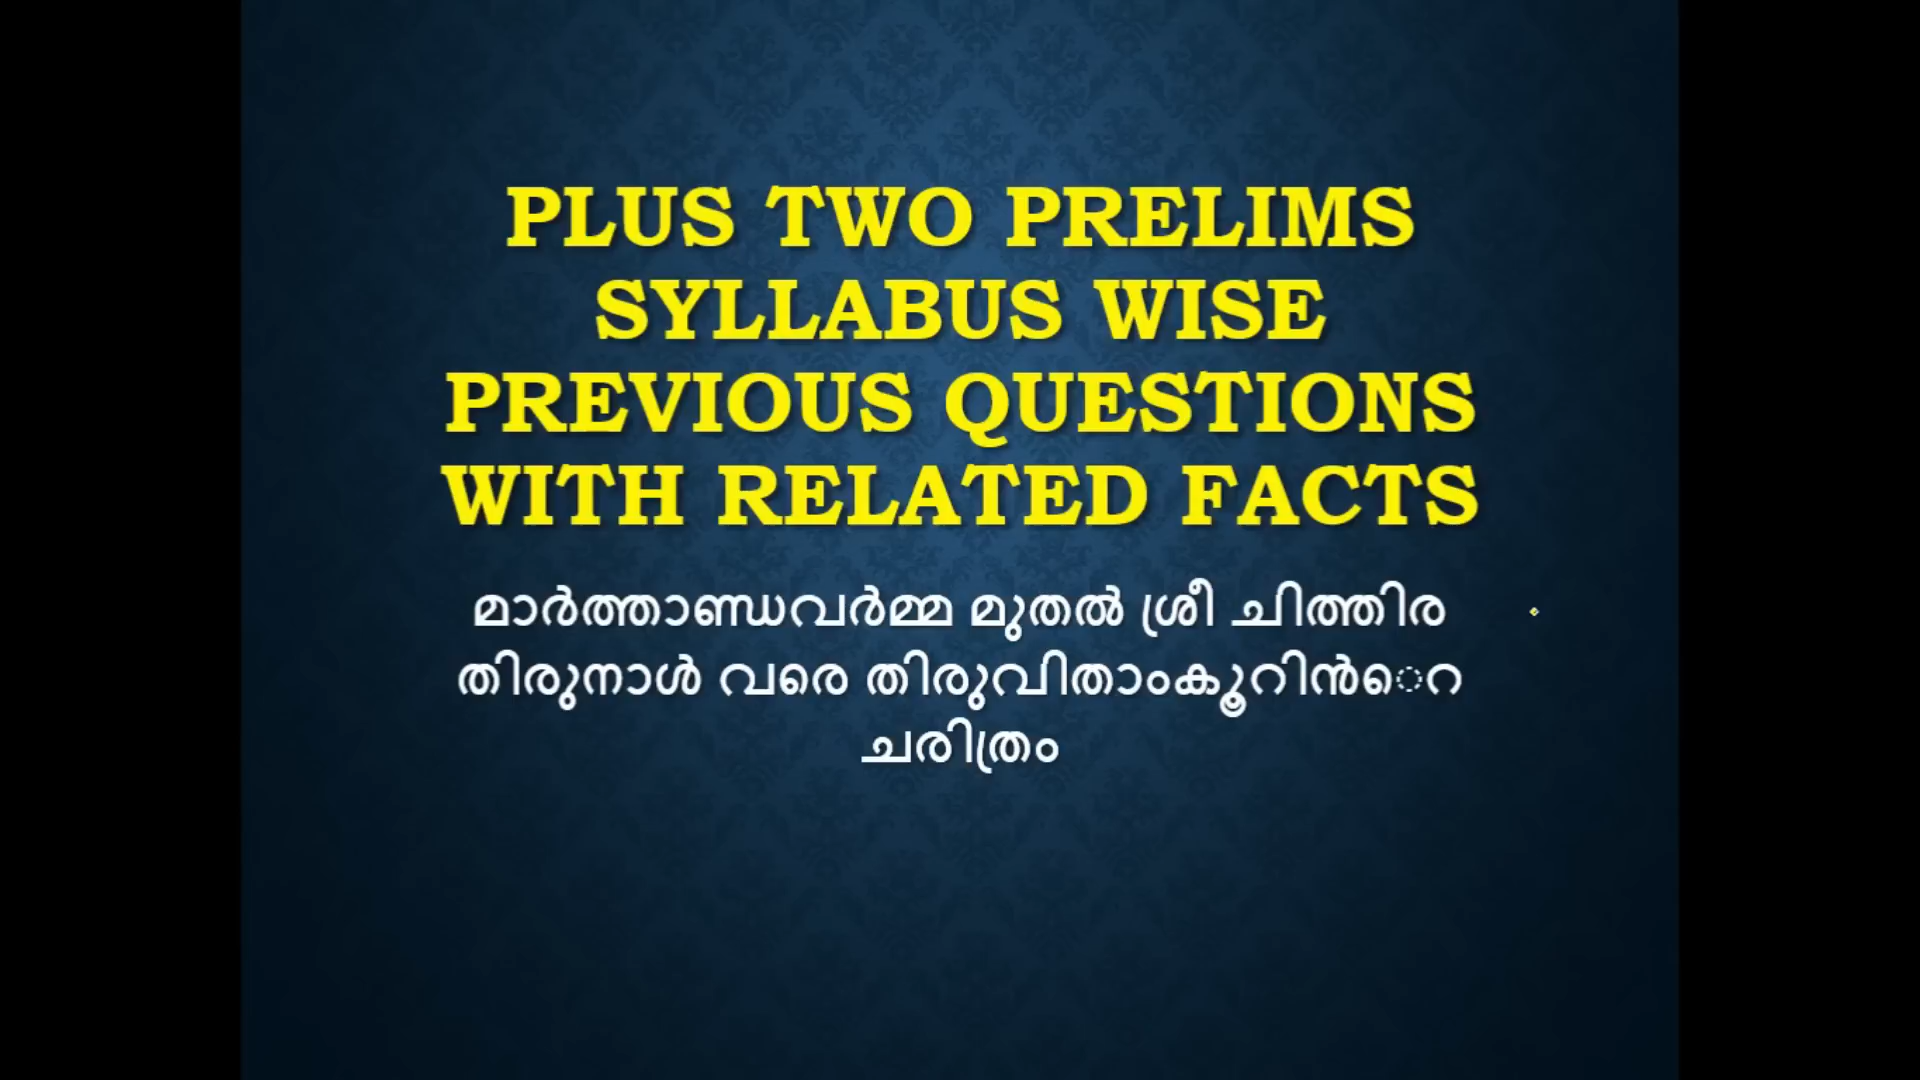 PLUS TWO PRELIMS
SYLLABUS WISE
PREVIOUS QUESTIONS
WITH RELATED FACTS
മാർത്താണ്ഡവർമ്മ മുതൽ ശ്രീ ചിത്തിര
തിരുനാൾ വരെ തിരുവിതാംകൂറിൻെറ
ചരിത്രം